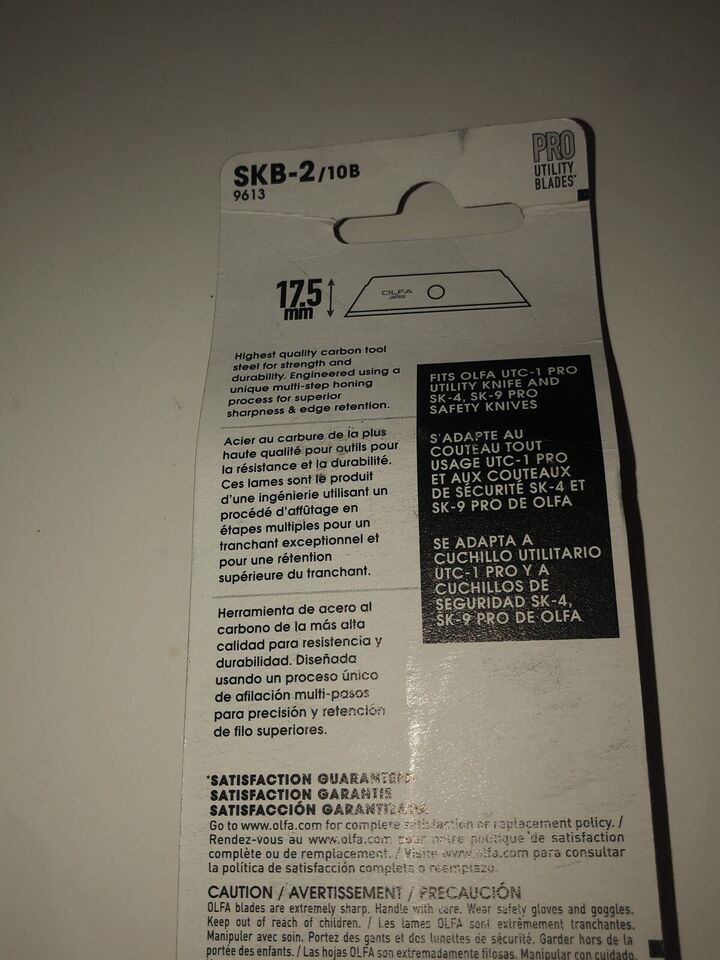 SKB-2/10B
9613
PRO
UTILITY
BLADES*
17.5
mm
OLFA
JAPAN
Highest quality carbon tool
steel for strength and
durability. Engineered using a
unique multi-step honing
process for superior
sharpness & edge retention.
Acier au carbure de la plus
haute qualité pour outils pour
la résistance et la durabilité.
Ces lames sont le produit
d'une ingénierie utilisant un
procédé d'affûtage en
étapes multiples pour un
tranchant exceptionnel et
pour une rétention
supérieure du tranchant.
Herramienta de acero al
carbono de la más alta
calidad para resistencia y
durabilidad. Diseñada
usando un proceso único
de afilación multi-pasos
para precisión y retención
de filo superiores.
FITS OLFA UTC-1 PRO
UTILITY KNIFE AND
SK-4, SK-9 PRO
SAFETY KNIVES
S'ADAPTE AU
COUTEAU TOUT
USAGE UTC-1 PRO
ET AUX COUTEAUX
DE SÉCURITÉ SK-4 ET
SK-9 PRO DE OLFA
SE ADAPTA A
CUCHILLO UTILITARIO
UTC-1 PRO Y A
CUCHILLOS DE
SEGURIDAD SK-4,
SK-9 PRO DE OLFA
*SATISFACTION GUARANTEED
SATISFACTION GARANTIE
SATISFACCIÓN GARANTIZADA
Go to www.olfa.com for complete satisfaction or replacement policy. /
Rendez-vous au www.olfa.com pour notre politique de satisfaction
complète ou de remplacement. / Visite www.olfa.com para consultar
la política de satisfacción completa o reemplazo.
CAUTION / AVERTISSEMENT / PRECAUCIÓN
OLFA blades are extremely sharp. Handle with care. Wear safety gloves and goggles.
Keep out of reach of children. / Les lames OLFA sont extrêmement tranchantes.
Manipuler avec soin. Portez des gants et des lunettes de sécurité. Garder hors de la
portée des enfants. / Las hojas OLFA son extremadamente filosas. Manipular con cuidado.